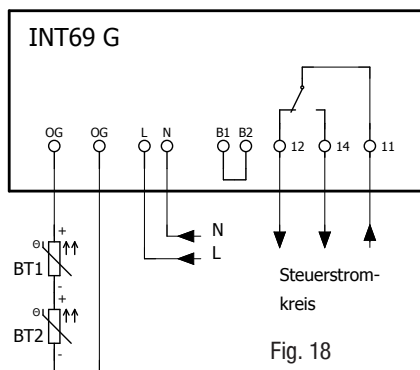 INT69 G
OG OG L N B1 B2 12 14 11
+
Θ
BT1
-
+
Θ
BT2
-
N
L
Steuerstrom-
kreis
Fig. 18